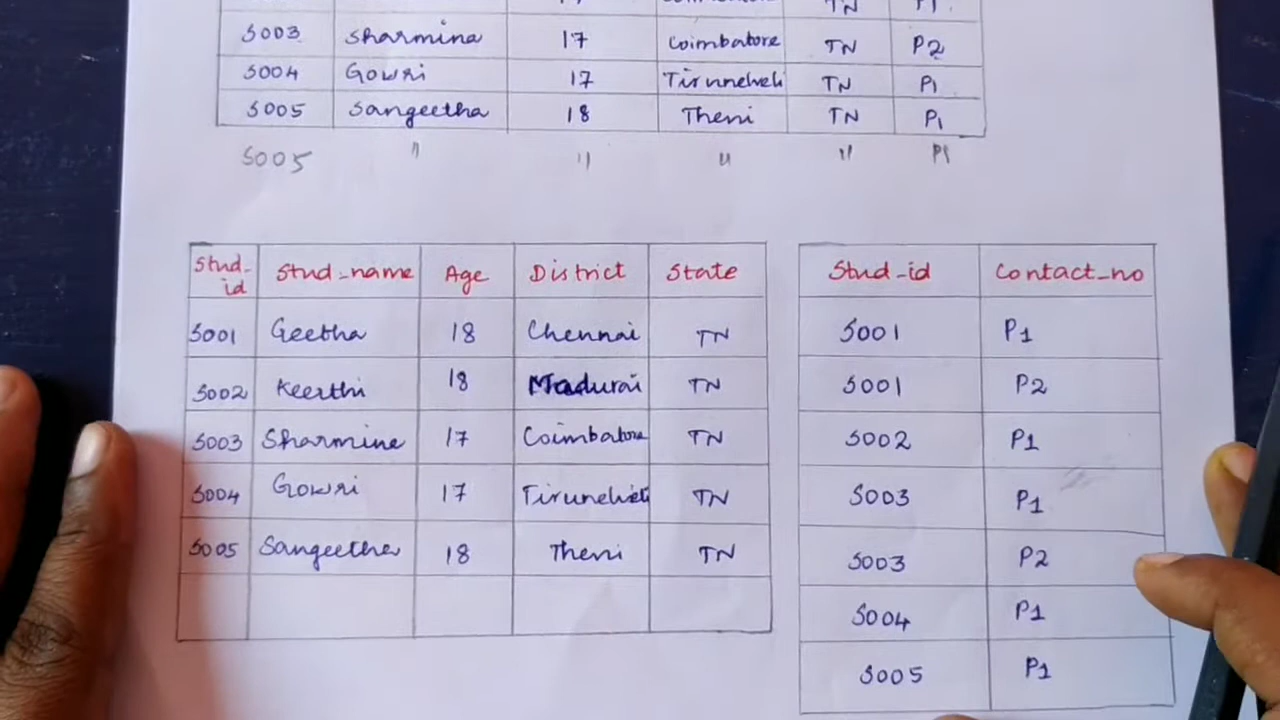 TN P1
S003 Sharmina 17 Coimbatore TN P2
S004 Gowri 17 Tirunelveli TN P1
S005 Sangeetha 18 Theni TN P1
S005 " " " " P1
Stud_id Stud_name Age District State
S001 Geetha 18 Chennai TN
S002 Keerthi 18 Madurai TN
S003 Sharmine 17 Coimbatore TN
S004 Gowri 17 Tirunelveli TN
S005 Sangeetha 18 Theni TN
Stud_id Contact_no
S001 P1
S001 P2
S002 P1
S003 P1
S003 P2
S004 P1
S005 P1